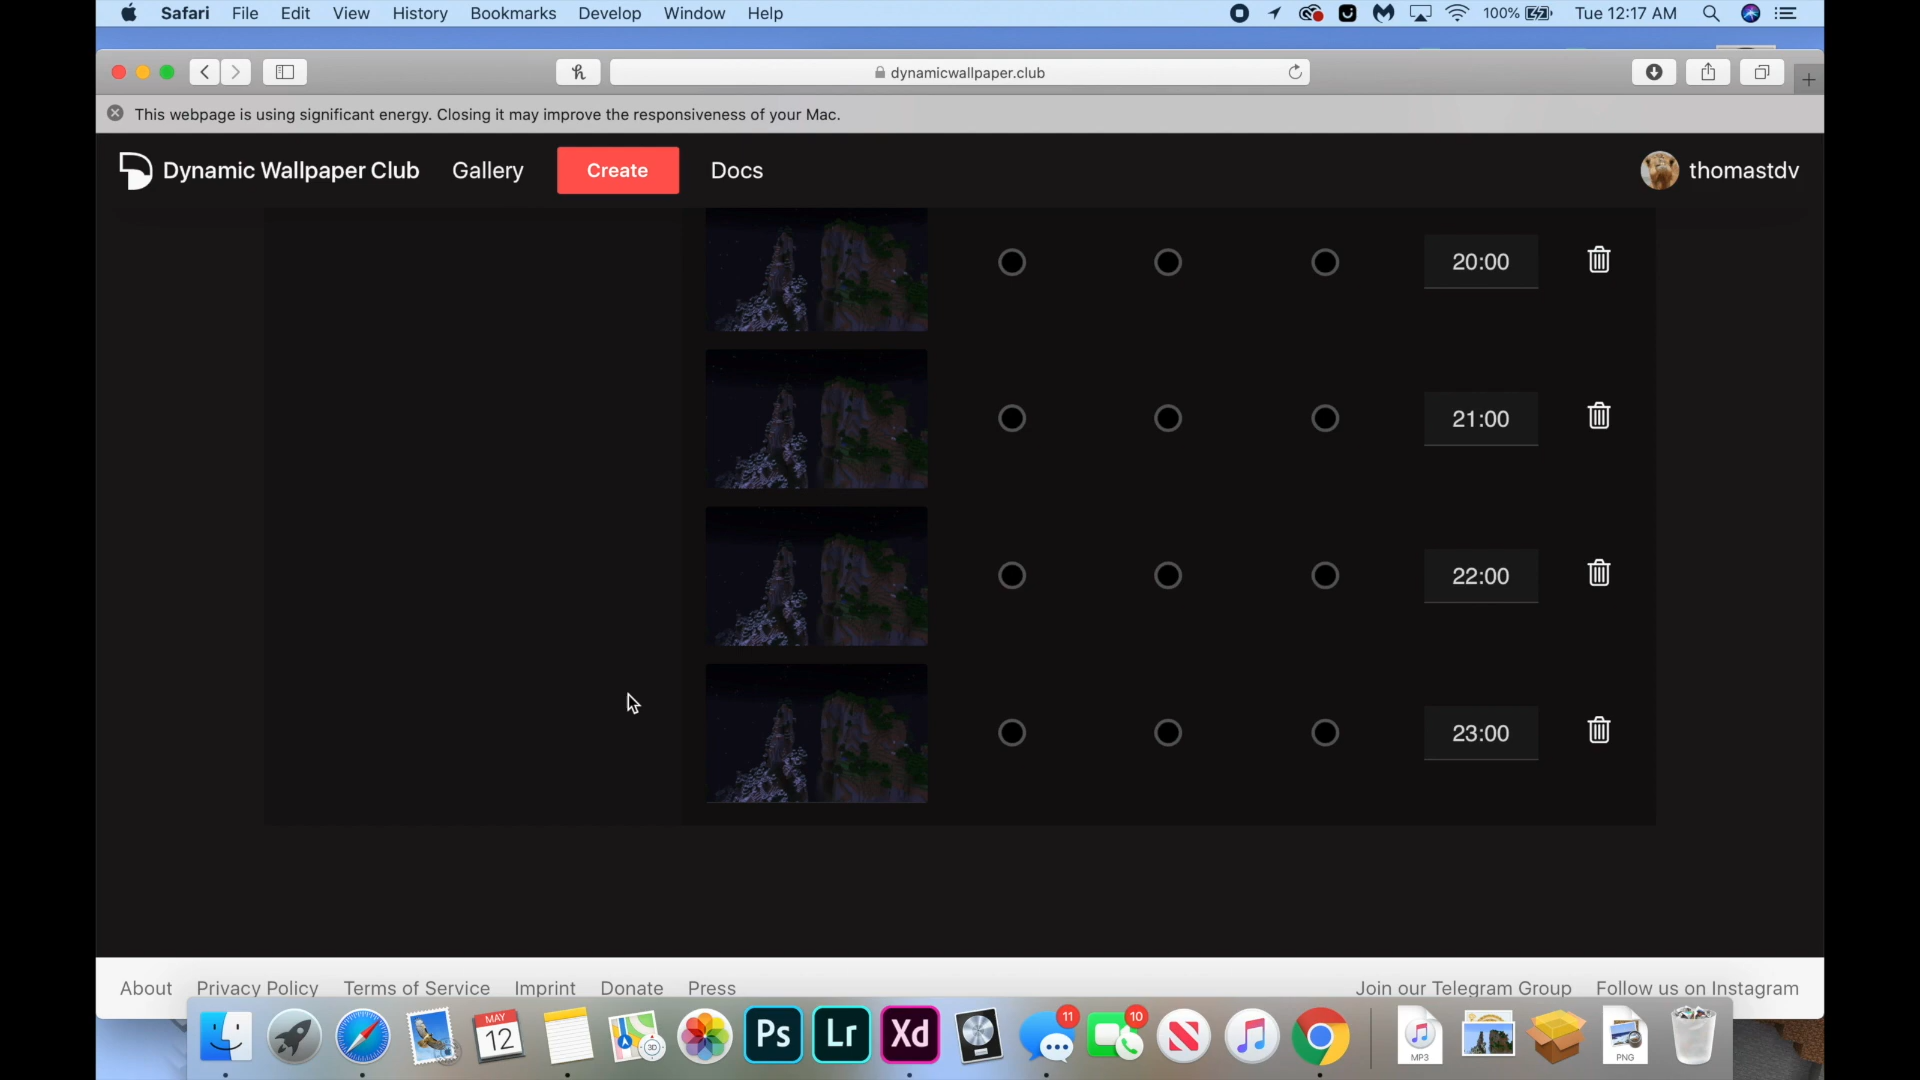 Safari File Edit View History Bookmarks Develop Window Help 100% Tue 12:17 AM
dynamicwallpaper.club
This webpage is using significant energy. Closing it may improve the responsiveness of your Mac.
Dynamic Wallpaper Club Gallery Create Docs thomastdv
20:00
21:00
22:00
23:00
About Privacy Policy Terms of Service Imprint Donate Press Join our Telegram Group Follow us on Instagram
MAY
12
3D
Ps
Lr
Xd
11
10
MP3
PNG